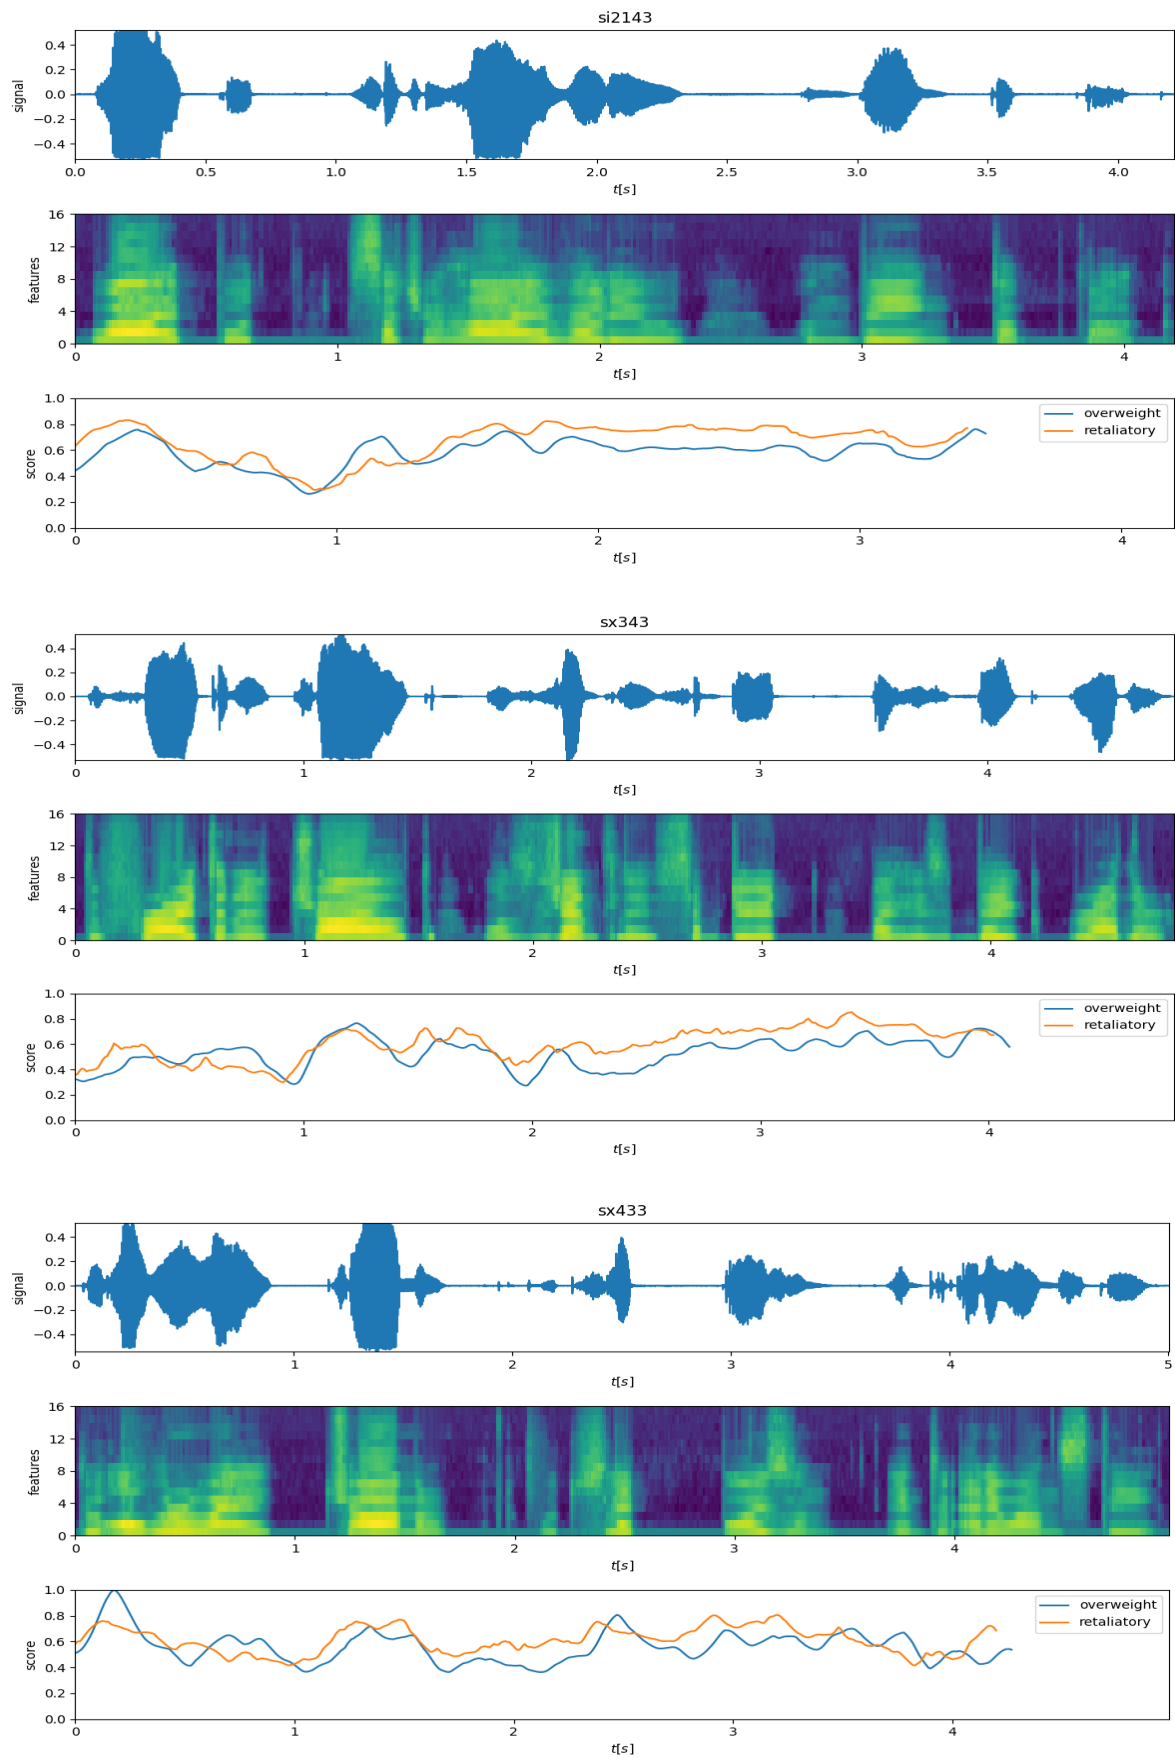 si2143
0.4
0.2
0.0
−0.2
−0.4
signal
0.0 0.5 1.0 1.5 2.0 2.5 3.0 3.5 4.0
t[s]
16
12
8
4
0
features
0 1 2 3 4
t[s]
1.0
0.8
0.6
0.4
0.2
0.0
score
overweight
retaliatory
0 1 2 3 4
t[s]
sx343
0.4
0.2
0.0
−0.2
−0.4
signal
0 1 2 3 4
t[s]
16
12
8
4
0
features
0 1 2 3 4
t[s]
1.0
0.8
0.6
0.4
0.2
0.0
score
overweight
retaliatory
0 1 2 3 4
t[s]
sx433
0.4
0.2
0.0
−0.2
−0.4
signal
0 1 2 3 4 5
t[s]
16
12
8
4
0
features
0 1 2 3 4
t[s]
1.0
0.8
0.6
0.4
0.2
0.0
score
overweight
retaliatory
0 1 2 3 4
t[s]